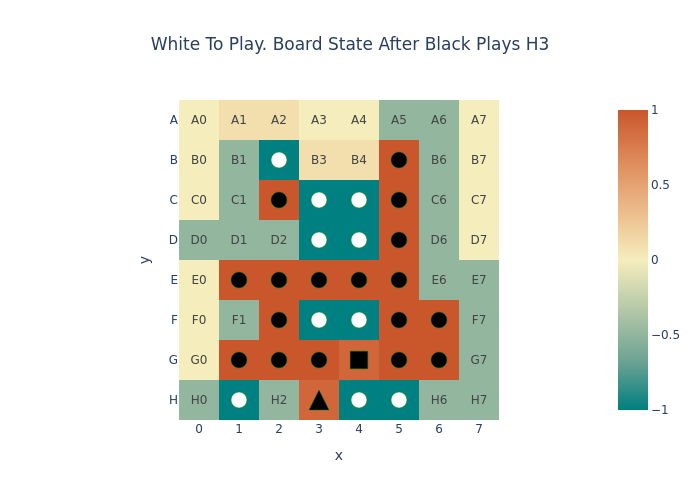 White To Play. Board State After Black Plays H3
A A0 A1 A2 A3 A4 A5 A6 A7
B B0 B1 B3 B4 B6 B7
C C0 C1 C6 C7
D D0 D1 D2 D6 D7
E E0 E6 E7
F F0 F1 F7
G G0 G7
H H0 H2 H6 H7
0 1 2 3 4 5 6 7
x
y
1
0.5
0
−0.5
−1